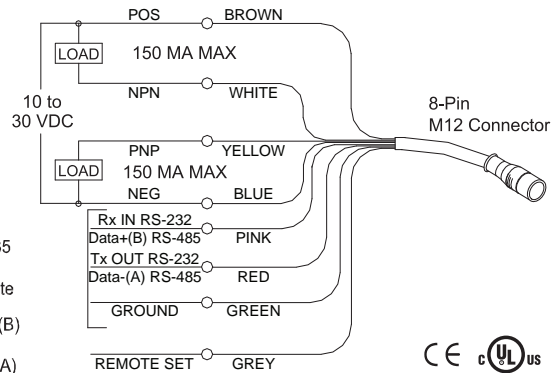 POS BROWN
LOAD 150 MA MAX
NPN WHITE
10 to
30 VDC
8-Pin
M12 Connector
PNP YELLOW
LOAD 150 MA MAX
NEG BLUE
Rx IN RS-232
Data+(B) RS-485 PINK
Tx OUT RS-232
Data-(A) RS-485 RED
GROUND GREEN
REMOTE SET GREY
(B)
A)
CE c UL us